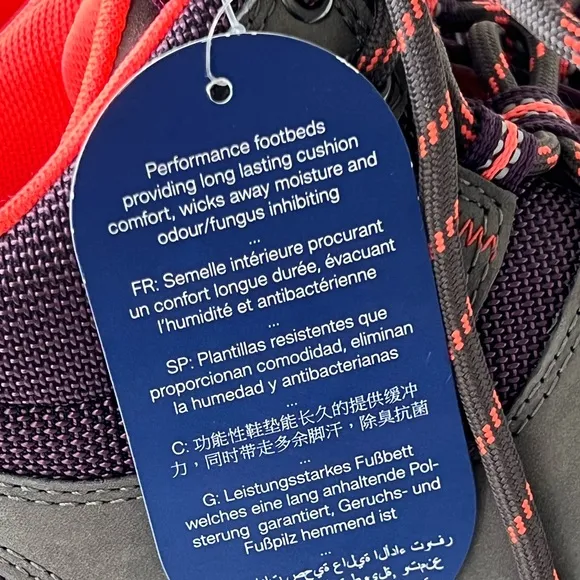 Performance footbeds
providing long lasting cushion
comfort, wicks away moisture and
odour/fungus inhibiting
...
FR: Semelle intérieure procurant
un confort longue durée, évacuant
l'humidité et antibactérienne
...
SP: Plantillas resistentes que
proporcionan comodidad, eliminan
la humedad y antibacterianas
...
C: 功能性鞋垫能长久的提供缓冲
力，同时带走多余脚汗，除臭抗菌
...
G: Leistungsstarkes Fußbett
welches eine lang anhaltende Pol-
sterung garantiert, Geruchs- und
Fußpilz hemmend ist
...
صحية عالية الأداء توفر